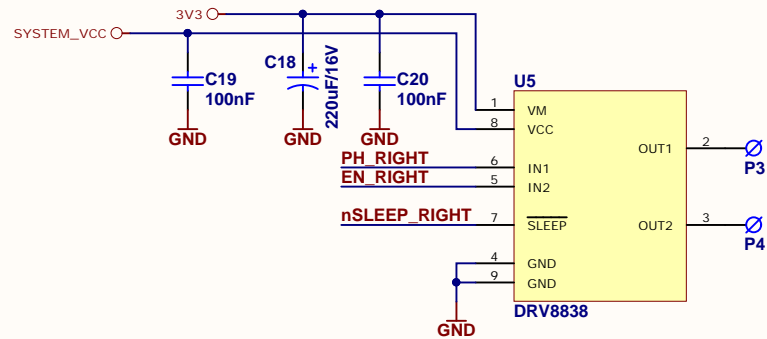 3V3
SYSTEM_VCC
C19
100nF
GND
C18
+
220uF/16V
GND
C20
100nF
GND
U5
1 VM
8 VCC
OUT1 2
P3
PH_RIGHT 6 IN1
EN_RIGHT 5 IN2
nSLEEP_RIGHT 7 SLEEP
OUT2 3
P4
4 GND
9 GND
GND
DRV8838